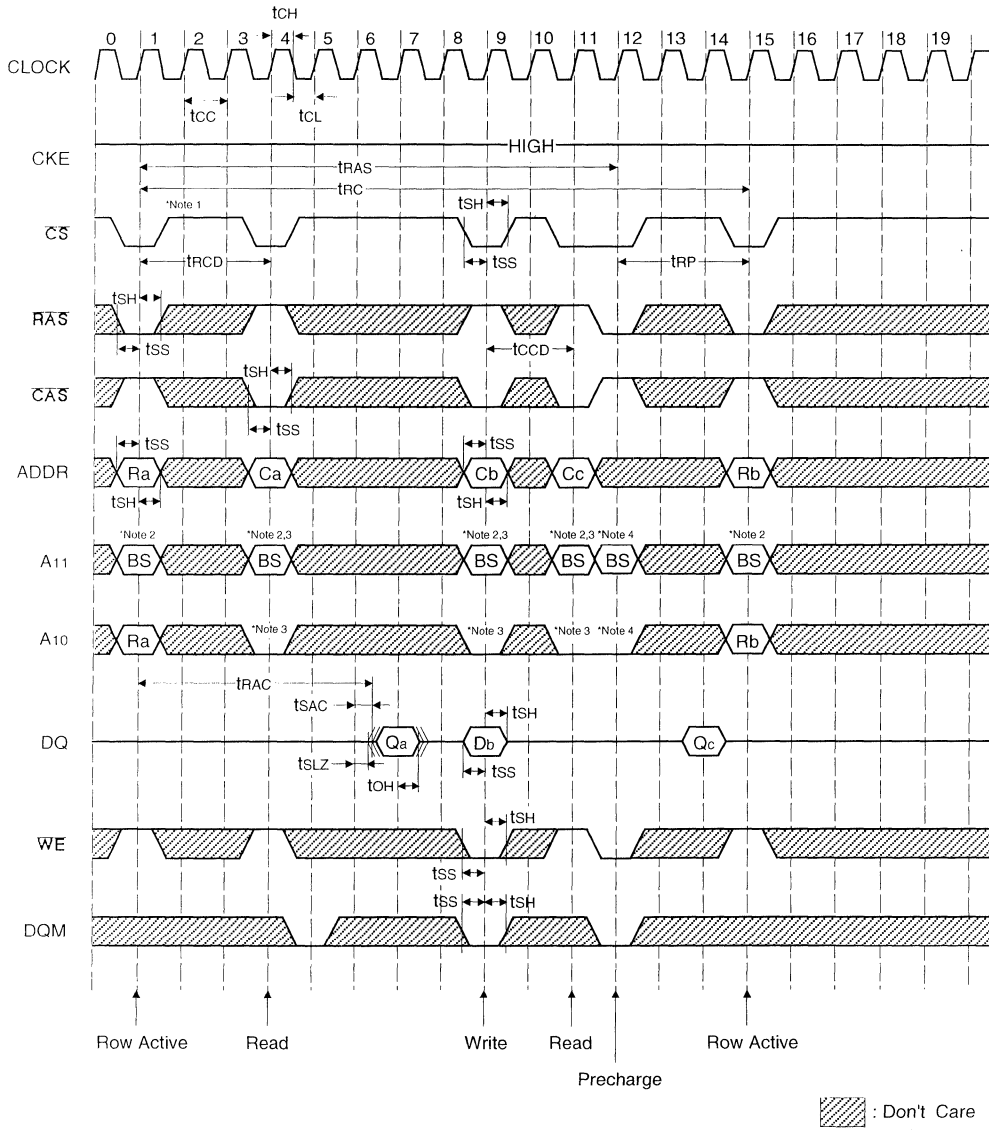 tCH
0 1 2 3 4 5 6 7 8 9 10 11 12 13 14 15 16 17 18 19
CLOCK
tCC tCL
HIGH
CKE
tRAS
tRC
*Note 1 tSH
CS
tRCD tSS tRP
tSH
RAS
tSS tCCD
tSH
CAS
tSS
tSS tSS
ADDR Ra Ca Cb Cc Rb
tSH tSH
*Note 2 *Note 2,3 *Note 2,3 *Note 2,3 *Note 4 *Note 2
A11 BS BS BS BS BS BS
A10 Ra *Note 3 *Note 3 *Note 3 *Note 4 Rb
tRAC
tSAC tSH
DQ Qa Db Qc
tSLZ tOH tSS
tSH
WE
tSS
tSS tSH
DQM
Row Active Read Write Read Row Active
Precharge
: Don't Care